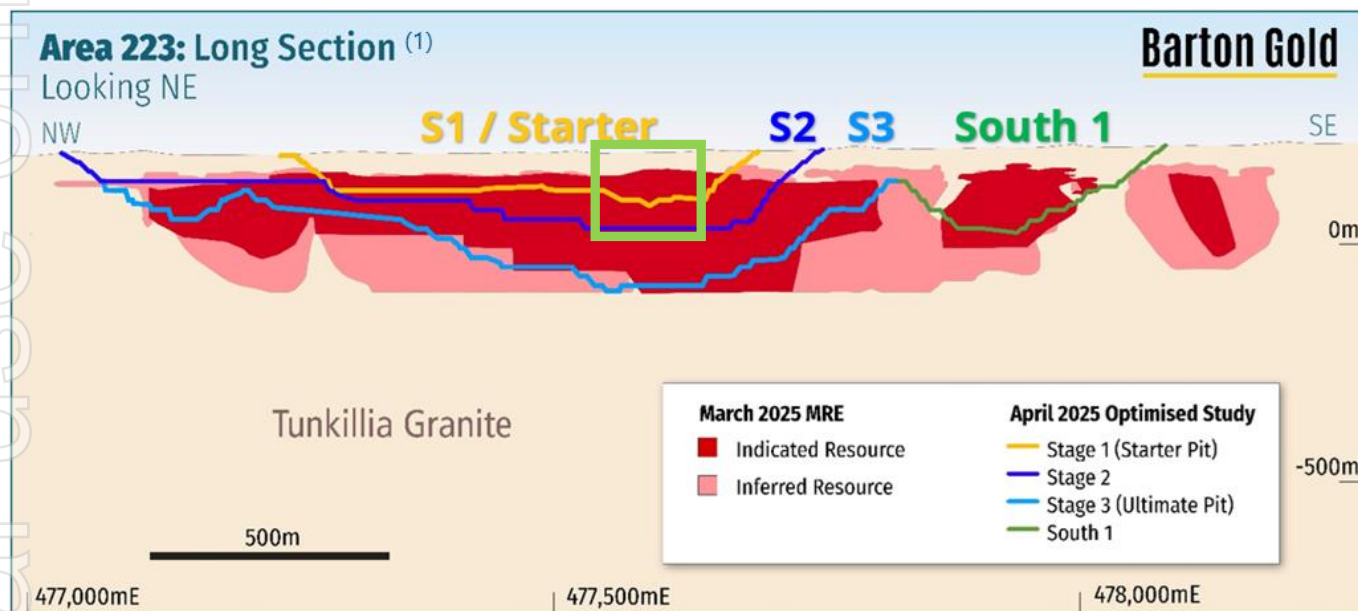 Area 223: Long Section (1)
Looking NE
Barton Gold
NW
S1 / Starter
S2
S3
South 1
SE
0m
Tunkillia Granite
March 2025 MRE
Indicated Resource
Inferred Resource
April 2025 Optimised Study
Stage 1 (Starter Pit)
Stage 2
Stage 3 (Ultimate Pit)
South 1
-500m
500m
477,000mE
477,500mE
478,000mE